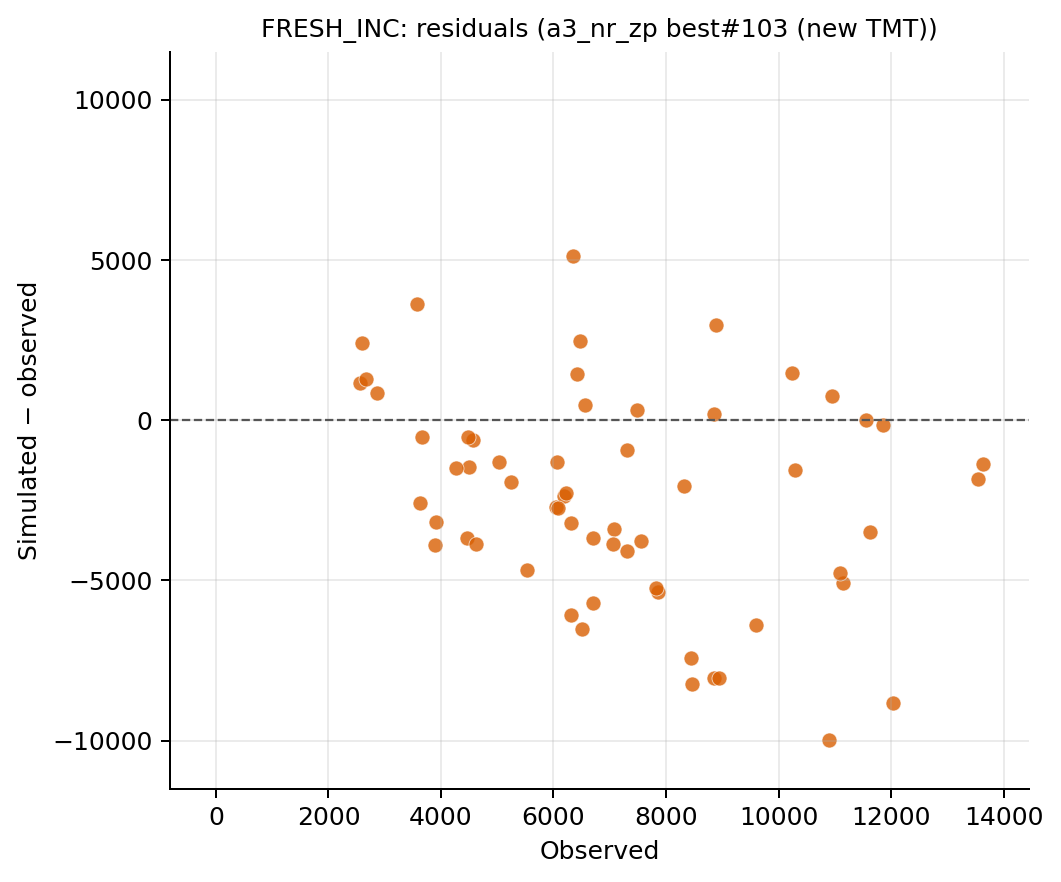 FRESH_INC: residuals (a3_nr_zp best#103 (new TMT))
10000
5000
0
−5000
−10000
Simulated − observed
0 2000 4000 6000 8000 10000 12000 14000
Observed